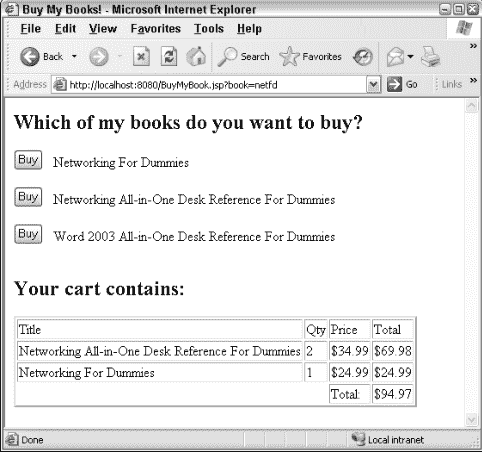 Buy My Books! - Microsoft Internet Explorer
File Edit View Favorites Tools Help
Back Search Favorites »
Address http://localhost:8080/BuyMyBook.jsp?book=netfd Go Links »
Which of my books do you want to buy?
Buy Networking For Dummies
Buy Networking All-in-One Desk Reference For Dummies
Buy Word 2003 All-in-One Desk Reference For Dummies
Your cart contains:
Title Qty Price Total
Networking All-in-One Desk Reference For Dummies 2 $34.99 $69.98
Networking For Dummies 1 $24.99 $24.99
Total: $94.97
Done Local intranet